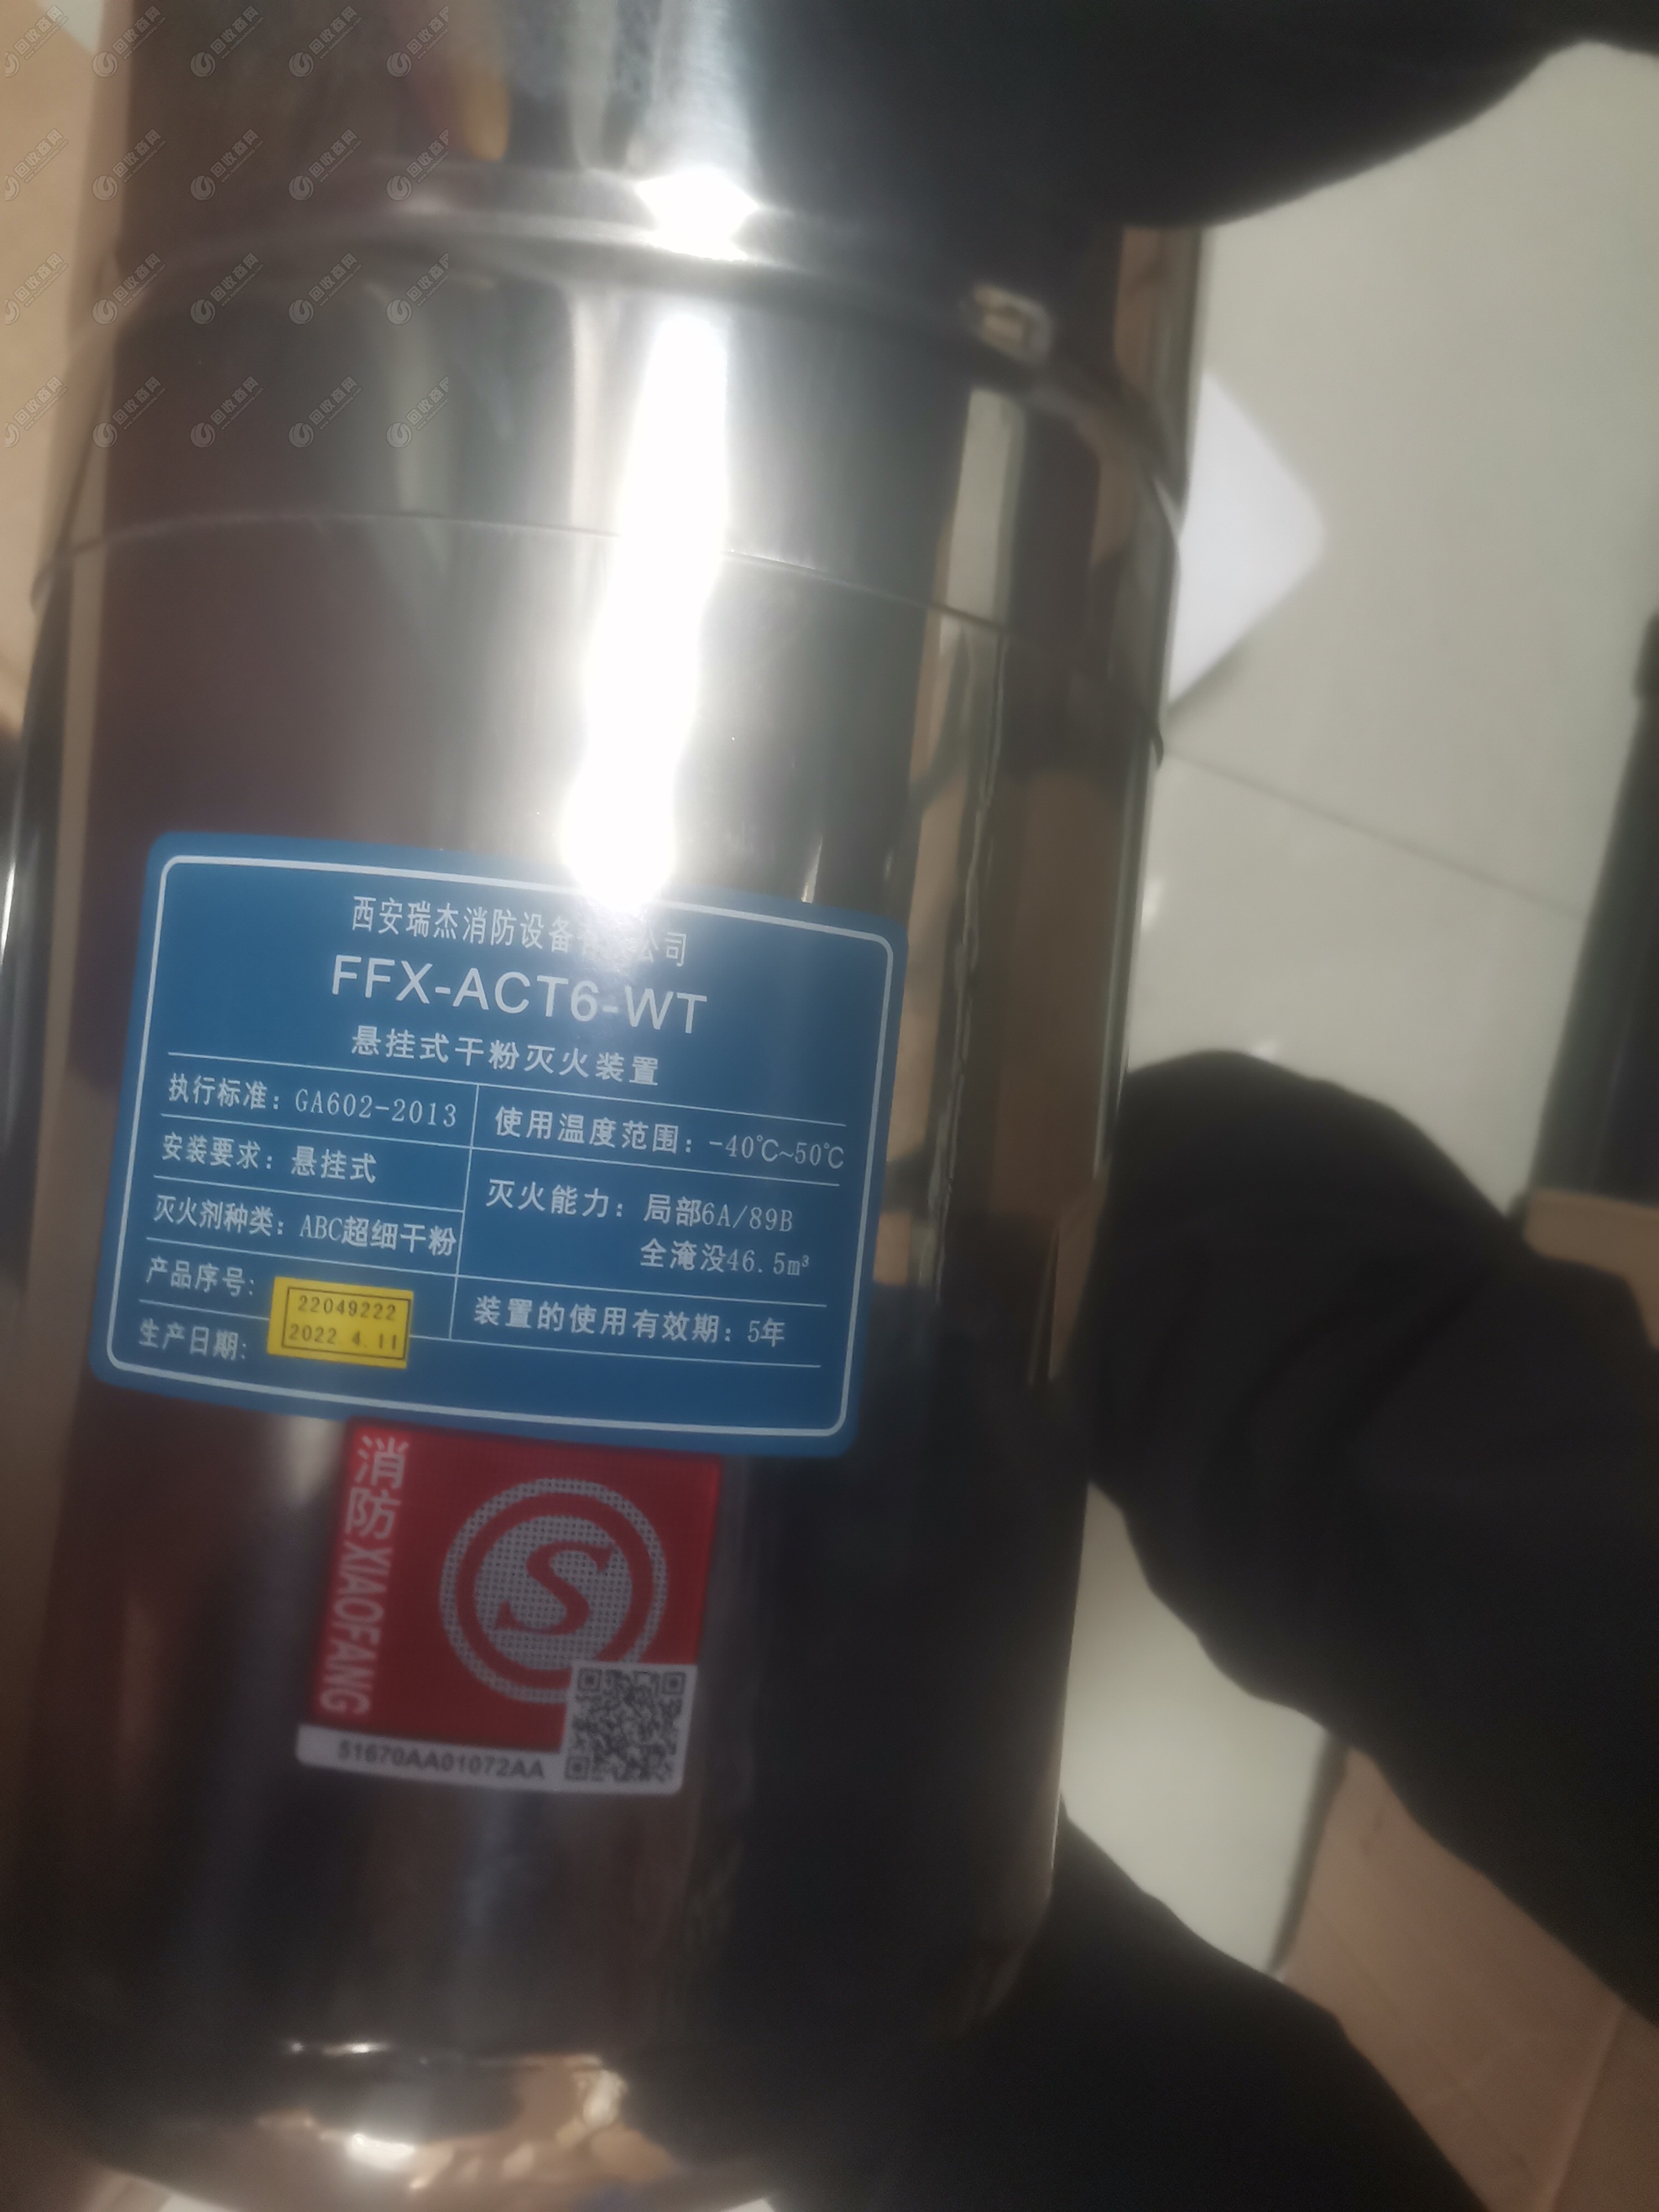 回收商网
西安瑞杰消防设备 公司
FFX-ACT6-WT
悬挂式干粉灭火装置
执行标准：GA602-2013
使用温度范围：-40℃~50℃
安装要求：悬挂式
灭火能力：局部6A/89B
全淹没46.5m³
灭火剂种类：ABC超细干粉
产品序号：
22049222
装置的使用有效期：5年
生产日期：
2022.4.11
消防 XIAOFANG
S
51670AA01072AA